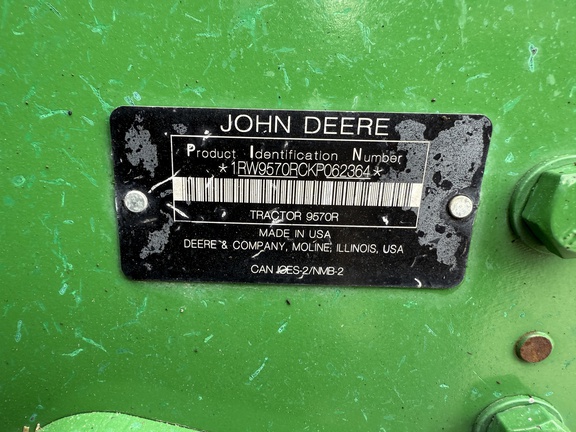 JOHN DEERE
Product Identification Number
*1RW9570RCKP062364*
TRACTOR 9570R
MADE IN USA
DEERE & COMPANY, MOLINE, ILLINOIS, USA
CAN ICES-2/NMB-2